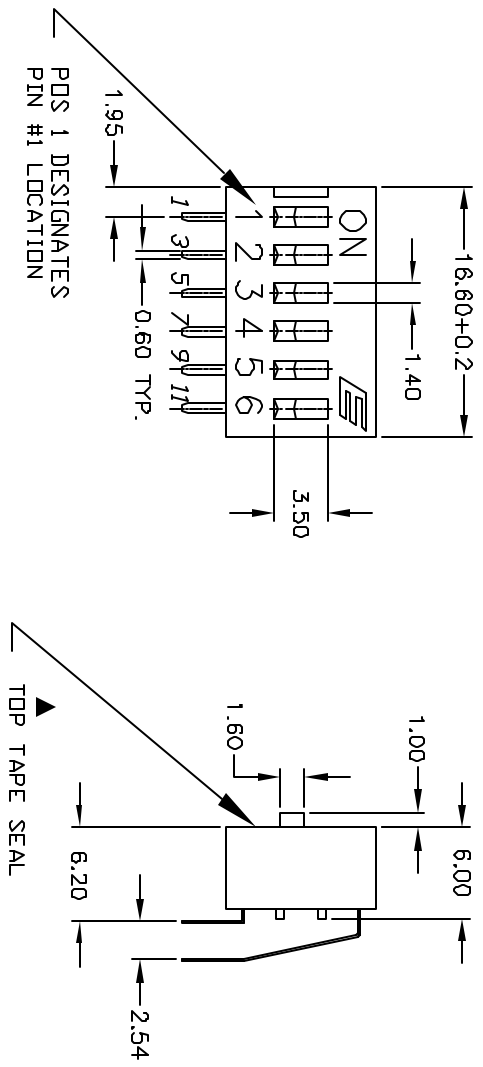 16.60+0.2
1.40
ON
E
1 2 3 4 5 6
1 3 5 7 9 11
1.95
0.60 TYP.
3.50
POS 1 DESIGNATES
PIN #1 LOCATION
1.00
6.00
1.60
6.20
2.54
TOP TAPE SEAL